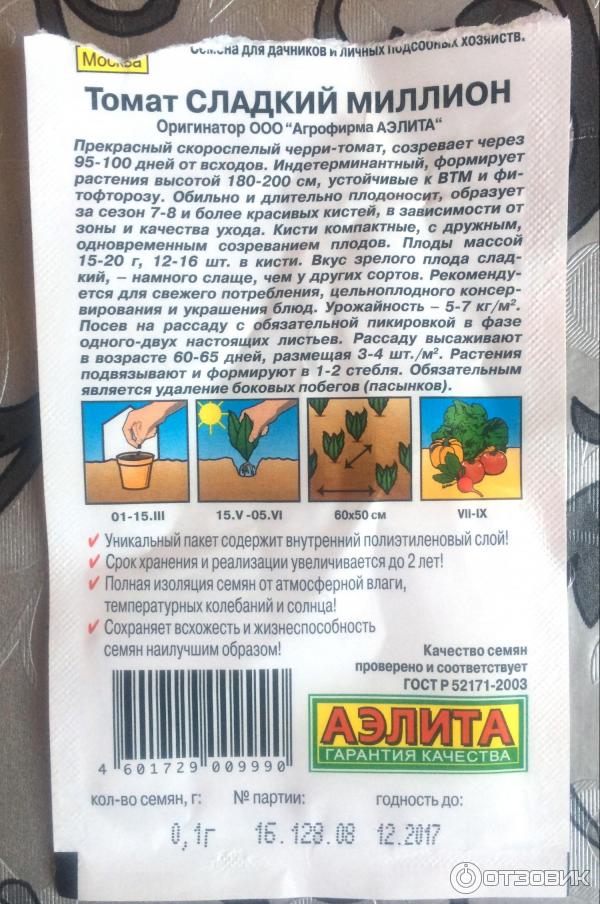 Москва
Семена для дачников и личных подсобных хозяйств.
Томат СЛАДКИЙ МИЛЛИОН
Оригинатор ООО "Агрофирма АЭЛИТА"
Прекрасный скороспелый черри-томат, созревает через
95-100 дней от всходов. Индетерминантный, формирует
растения высотой 180-200 см, устойчивые к ВТМ и фи-
тофторозу. Обильно и длительно плодоносит, образует
за сезон 7-8 и более красивых кистей, в зависимости от
зоны и качества ухода. Кисти компактные, с дружным,
одновременным созреванием плодов. Плоды массой
15-20 г, 12-16 шт. в кисти. Вкус зрелого плода слад-
кий, – намного слаще, чем у других сортов. Рекоменду-
ется для свежего потребления, цельноплодного консер-
вирования и украшения блюд. Урожайность – 5-7 кг/м².
Посев на рассаду с обязательной пикировкой в фазе
одного-двух настоящих листьев. Рассаду высаживают
в возрасте 60-65 дней, размещая 3-4 шт./м². Растения
подвязывают и формируют в 1-2 стебля. Обязательным
является удаление боковых побегов (пасынков).
01-15.III 15.V -05.VI 60x50 см VII-IX
Уникальный пакет содержит внутренний полиэтиленовый слой!
Срок хранения и реализации увеличивается до 2 лет!
Полная изоляция семян от атмосферной влаги,
температурных колебаний и солнца!
Сохраняет всхожесть и жизнеспособность
семян наилучшим образом!
Качество семян
проверено и соответствует
ГОСТ Р 52171-2003
АЭЛИТА
ГАРАНТИЯ КАЧЕСТВА
4 601729 009990
кол-во семян, г: № партии: годность до:
0,1г 16.128.08 12.2017
ОТЗОВИК